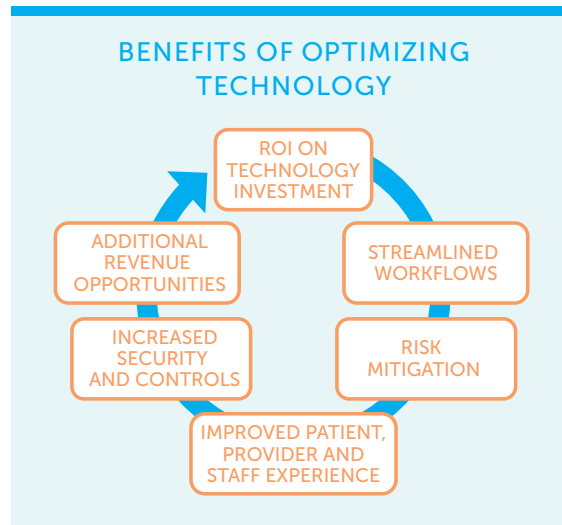 BENEFITS OF OPTIMIZING
TECHNOLOGY
ROI ON
TECHNOLOGY
INVESTMENT
STREAMLINED
WORKFLOWS
RISK
MITIGATION
IMPROVED PATIENT,
PROVIDER AND
STAFF EXPERIENCE
INCREASED
SECURITY
AND CONTROLS
ADDITIONAL
REVENUE
OPPORTUNITIES